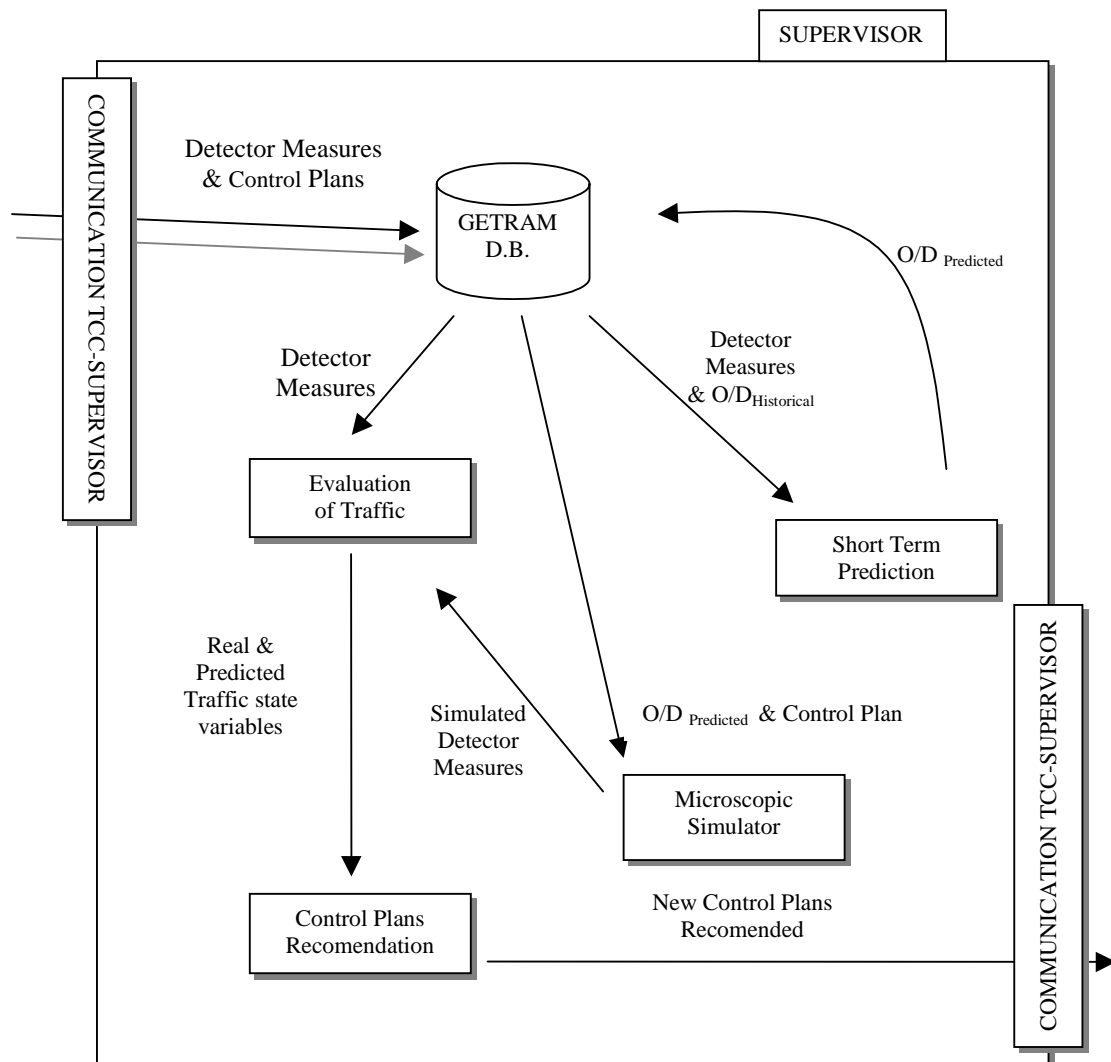 SUPERVISOR
COMMUNICATION TCC-SUPERVISOR
Detector Measures
& Control Plans
GETRAM
D.B.
O/D Predicted
Detector
Measures
Detector
Measures
& O/DHistorical
Evaluation
of Traffic
Short Term
Prediction
Real &
Predicted
Traffic state
variables
Simulated
Detector
Measures
O/D Predicted & Control Plan
Microscopic
Simulator
COMMUNICATION TCC-SUPERVISOR
Control Plans
Recomendation
New Control Plans
Recomended